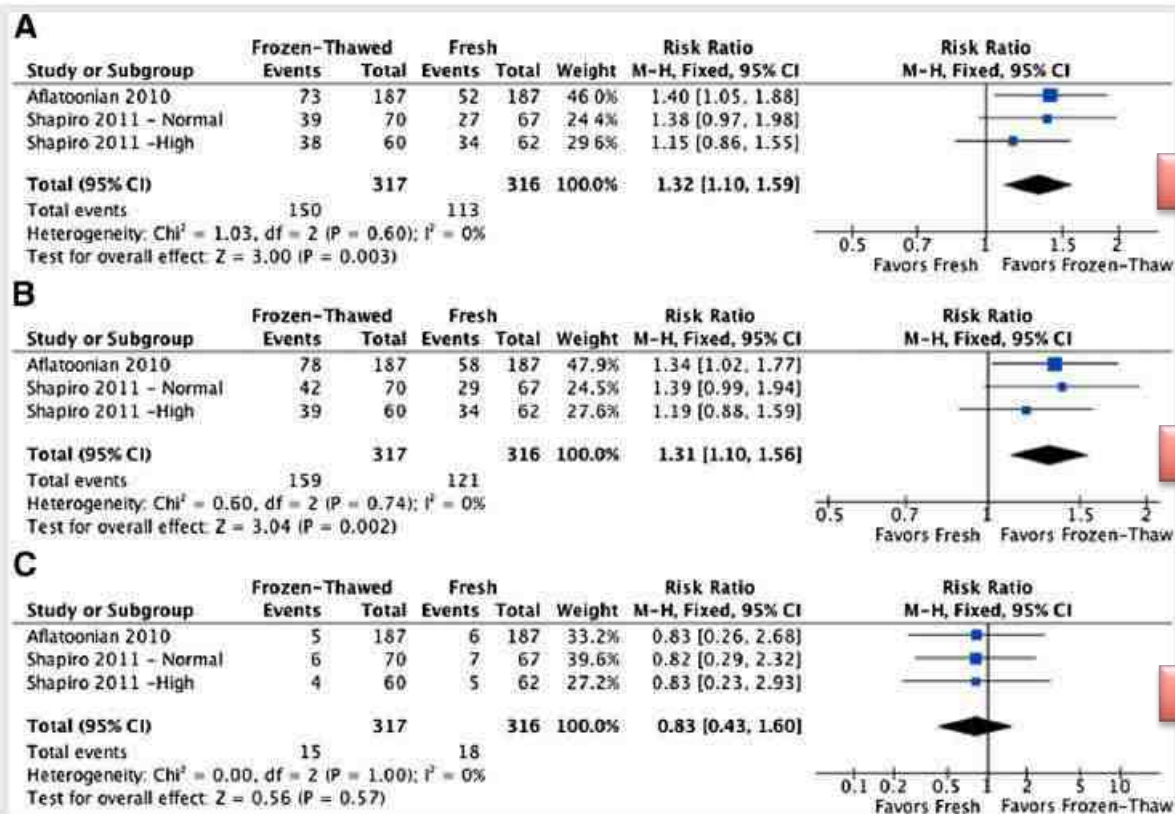 A
Frozen-Thawed Fresh Risk Ratio Risk Ratio
Study or Subgroup Events Total Events Total Weight M-H, Fixed, 95% CI M-H, Fixed, 95% CI
Aflatoonian 2010 73 187 52 187 46 0% 1.40 [1.05, 1.88]
Shapiro 2011 - Normal 39 70 27 67 24 4% 1.38 [0.97, 1.98]
Shapiro 2011 -High 38 60 34 62 29 6% 1.15 [0.86, 1.55]
Total (95% CI) 317 316 100.0% 1.32 [1.10, 1.59]
Total events 150 113
Heterogeneity: Chi² = 1.03, df = 2 (P = 0.60); I² = 0%
Test for overall effect: Z = 3.00 (P = 0.003)
0.5 0.7 1 1.5 2
Favors Fresh Favors Frozen-Thaw
B
Frozen-Thawed Fresh Risk Ratio Risk Ratio
Study or Subgroup Events Total Events Total Weight M-H, Fixed, 95% CI M-H, Fixed, 95% CI
Aflatoonian 2010 78 187 58 187 47.9% 1.34 [1.02, 1.77]
Shapiro 2011 - Normal 42 70 29 67 24.5% 1.39 [0.99, 1.94]
Shapiro 2011 -High 39 60 34 62 27.6% 1.19 [0.88, 1.59]
Total (95% CI) 317 316 100.0% 1.31 [1.10, 1.56]
Total events 159 121
Heterogeneity: Chi² = 0.60, df = 2 (P = 0.74); I² = 0%
Test for overall effect: Z = 3.04 (P = 0.002)
0.5 0.7 1 1.5 2
Favors Fresh Favors Frozen-Thaw
C
Frozen-Thawed Fresh Risk Ratio Risk Ratio
Study or Subgroup Events Total Events Total Weight M-H, Fixed, 95% CI M-H, Fixed, 95% CI
Aflatoonian 2010 5 187 6 187 33.2% 0.83 [0.26, 2.68]
Shapiro 2011 - Normal 6 70 7 67 39.6% 0.82 [0.29, 2.32]
Shapiro 2011 -High 4 60 5 62 27.2% 0.83 [0.23, 2.93]
Total (95% CI) 317 316 100.0% 0.83 [0.43, 1.60]
Total events 15 18
Heterogeneity: Chi² = 0.00, df = 2 (P = 1.00); I² = 0%
Test for overall effect: Z = 0.56 (P = 0.57)
0.1 0.2 0.5 1 2 5 10
Favors Fresh Favors Frozen-Thaw